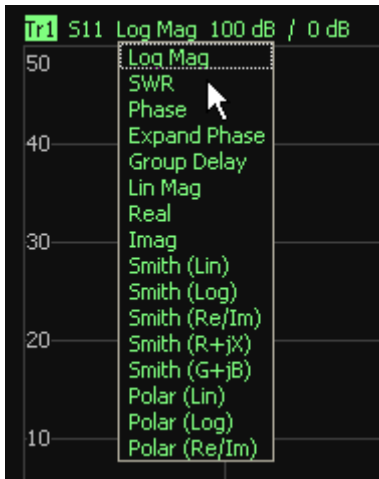 Tr1 S11 Log Mag 100 dB / 0 dB
50
Log Mag
SWR
Phase
Expand Phase
40
Group Delay
Lin Mag
Real
30
Imag
Smith (Lin)
Smith (Log)
Smith (Re/Im)
20
Smith (R+jX)
Smith (G+jB)
Polar (Lin)
Polar (Log)
10
Polar (Re/Im)